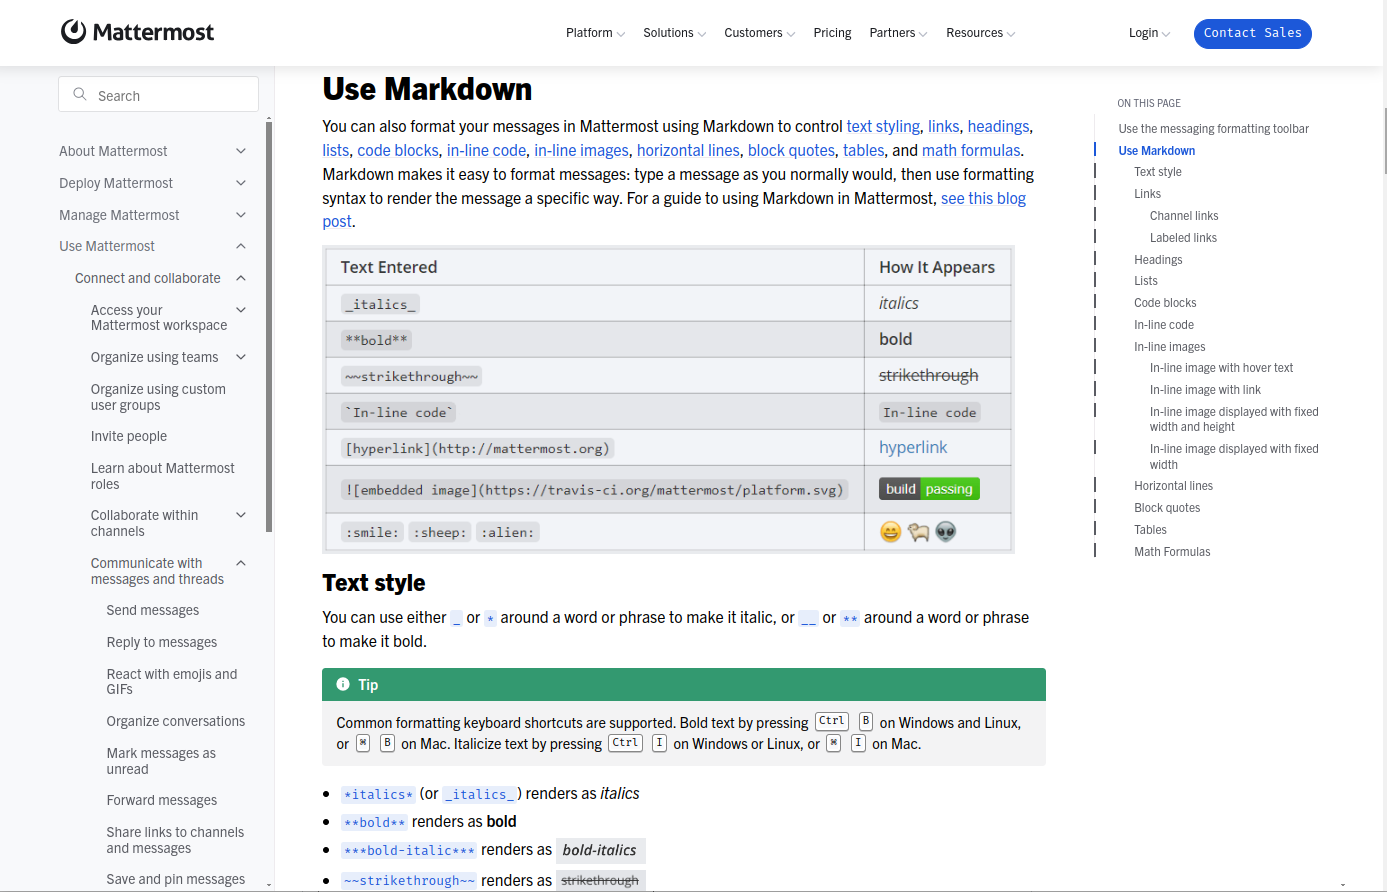 Mattermost
Platform
Solutions
Customers
Pricing
Partners
Resources
Login
Contact Sales
Search
About Mattermost
Deploy Mattermost
Manage Mattermost
Use Mattermost
Connect and collaborate
Access your
Mattermost workspace
Organize using teams
Organize using custom
user groups
Invite people
Learn about Mattermost
roles
Collaborate within
channels
Communicate with
messages and threads
Send messages
Reply to messages
React with emojis and
GIFs
Organize conversations
Mark messages as
unread
Forward messages
Share links to channels
and messages
Save and pin messages
Use Markdown
You can also format your messages in Mattermost using Markdown to control text styling, links, headings,
lists, code blocks, in-line code, in-line images, horizontal lines, block quotes, tables, and math formulas.
Markdown makes it easy to format messages: type a message as you normally would, then use formatting
syntax to render the message a specific way. For a guide to using Markdown in Mattermost, see this blog
post.
Text Entered How It Appears
_italics_ italics
**bold** bold
~~strikethrough~~ strikethrough
`In-line code` In-line code
[hyperlink](http://mattermost.org) hyperlink
![embedded image](https://travis-ci.org/mattermost/platform.svg) build passing
:smile: :sheep: :alien: 😄 🐑 👽
Text style
You can use either _ or * around a word or phrase to make it italic, or __ or ** around a word or phrase
to make it bold.
Tip
Common formatting keyboard shortcuts are supported. Bold text by pressing Ctrl B on Windows and Linux,
or ⌘ B on Mac. Italicize text by pressing Ctrl I on Windows or Linux, or ⌘ I on Mac.
• *italics* (or _italics_) renders as italics
• **bold** renders as bold
• ***bold-italic*** renders as bold-italics
• ~~strikethrough~~ renders as strikethrough
ON THIS PAGE
Use the messaging formatting toolbar
Use Markdown
Text style
Links
Channel links
Labeled links
Headings
Lists
Code blocks
In-line code
In-line images
In-line image with hover text
In-line image with link
In-line image displayed with fixed
width and height
In-line image displayed with fixed
width
Horizontal lines
Block quotes
Tables
Math Formulas